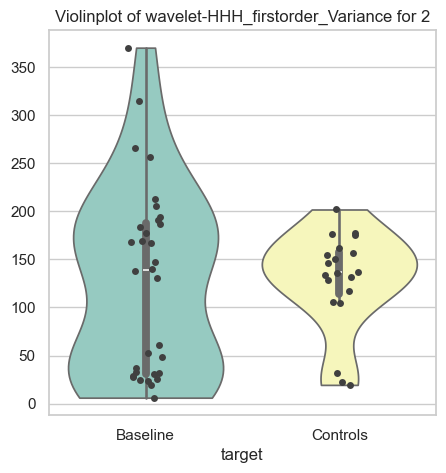 Violinplot of wavelet-HHH_firstorder_Variance for 2
350
300
250
200
150
100
50
0
Baseline Controls
target